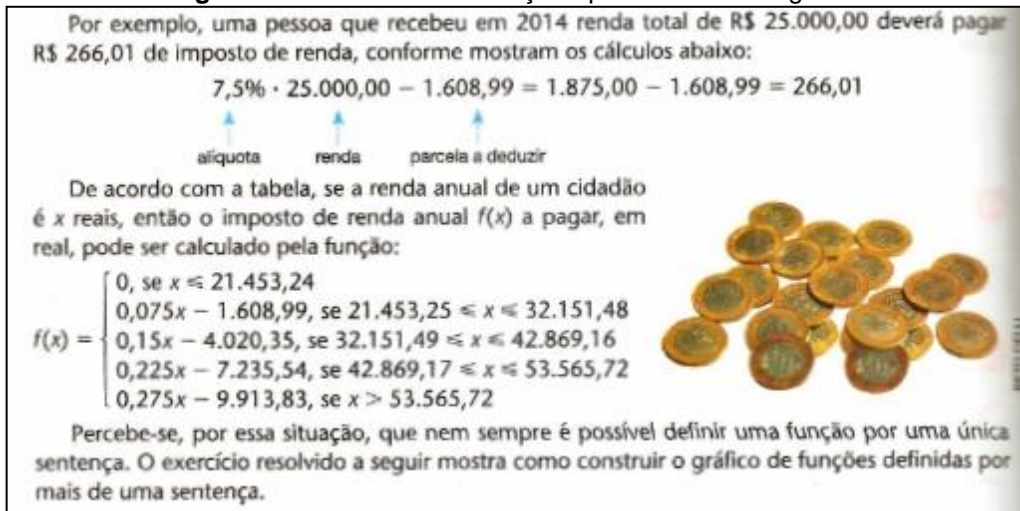 Por exemplo, uma pessoa que recebeu em 2014 renda total de R$ 25.000,00 deverá pagar
R$ 266,01 de imposto de renda, conforme mostram os cálculos abaixo:
7,5% · 25.000,00 − 1.608,99 = 1.875,00 − 1.608,99 = 266,01
alíquota renda parcela a deduzir
De acordo com a tabela, se a renda anual de um cidadão
é x reais, então o imposto de renda anual f(x) a pagar, em
real, pode ser calculado pela função:
0, se x ⩽ 21.453,24
0,075x − 1.608,99, se 21.453,25 ⩽ x ⩽ 32.151,48
f(x) = { 0,15x − 4.020,35, se 32.151,49 ⩽ x ⩽ 42.869,16
0,225x − 7.235,54, se 42.869,17 ⩽ x ⩽ 53.565,72
0,275x − 9.913,83, se x > 53.565,72
Percebe-se, por essa situação, que nem sempre é possível definir uma função por uma única
sentença. O exercício resolvido a seguir mostra como construir o gráfico de funções definidas por
mais de uma sentença.